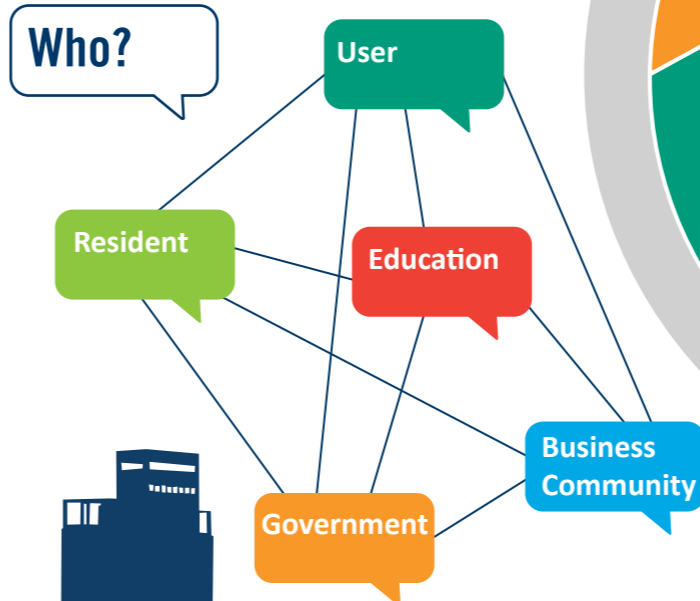 Who?
User
Resident
Education
Business
Community
Government